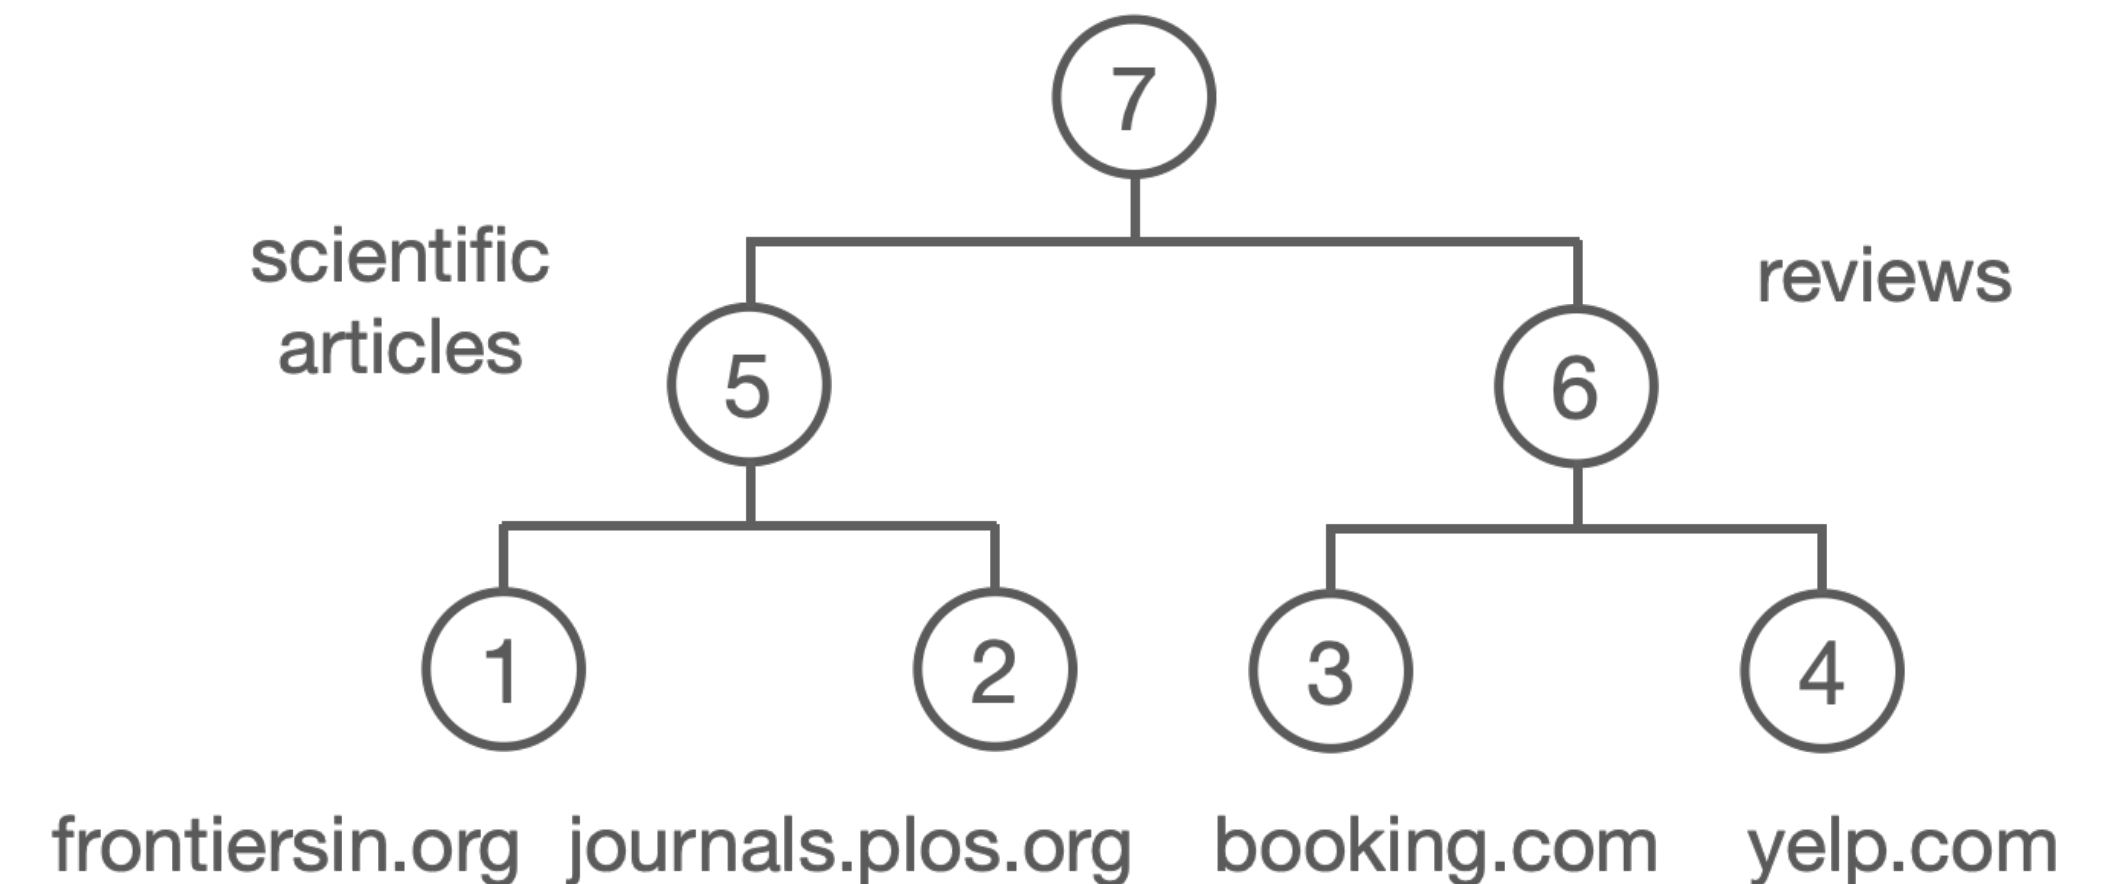 7
scientific
articles
reviews
5
6
1
2
3
4
frontiersin.org
journals.plos.org
booking.com
yelp.com